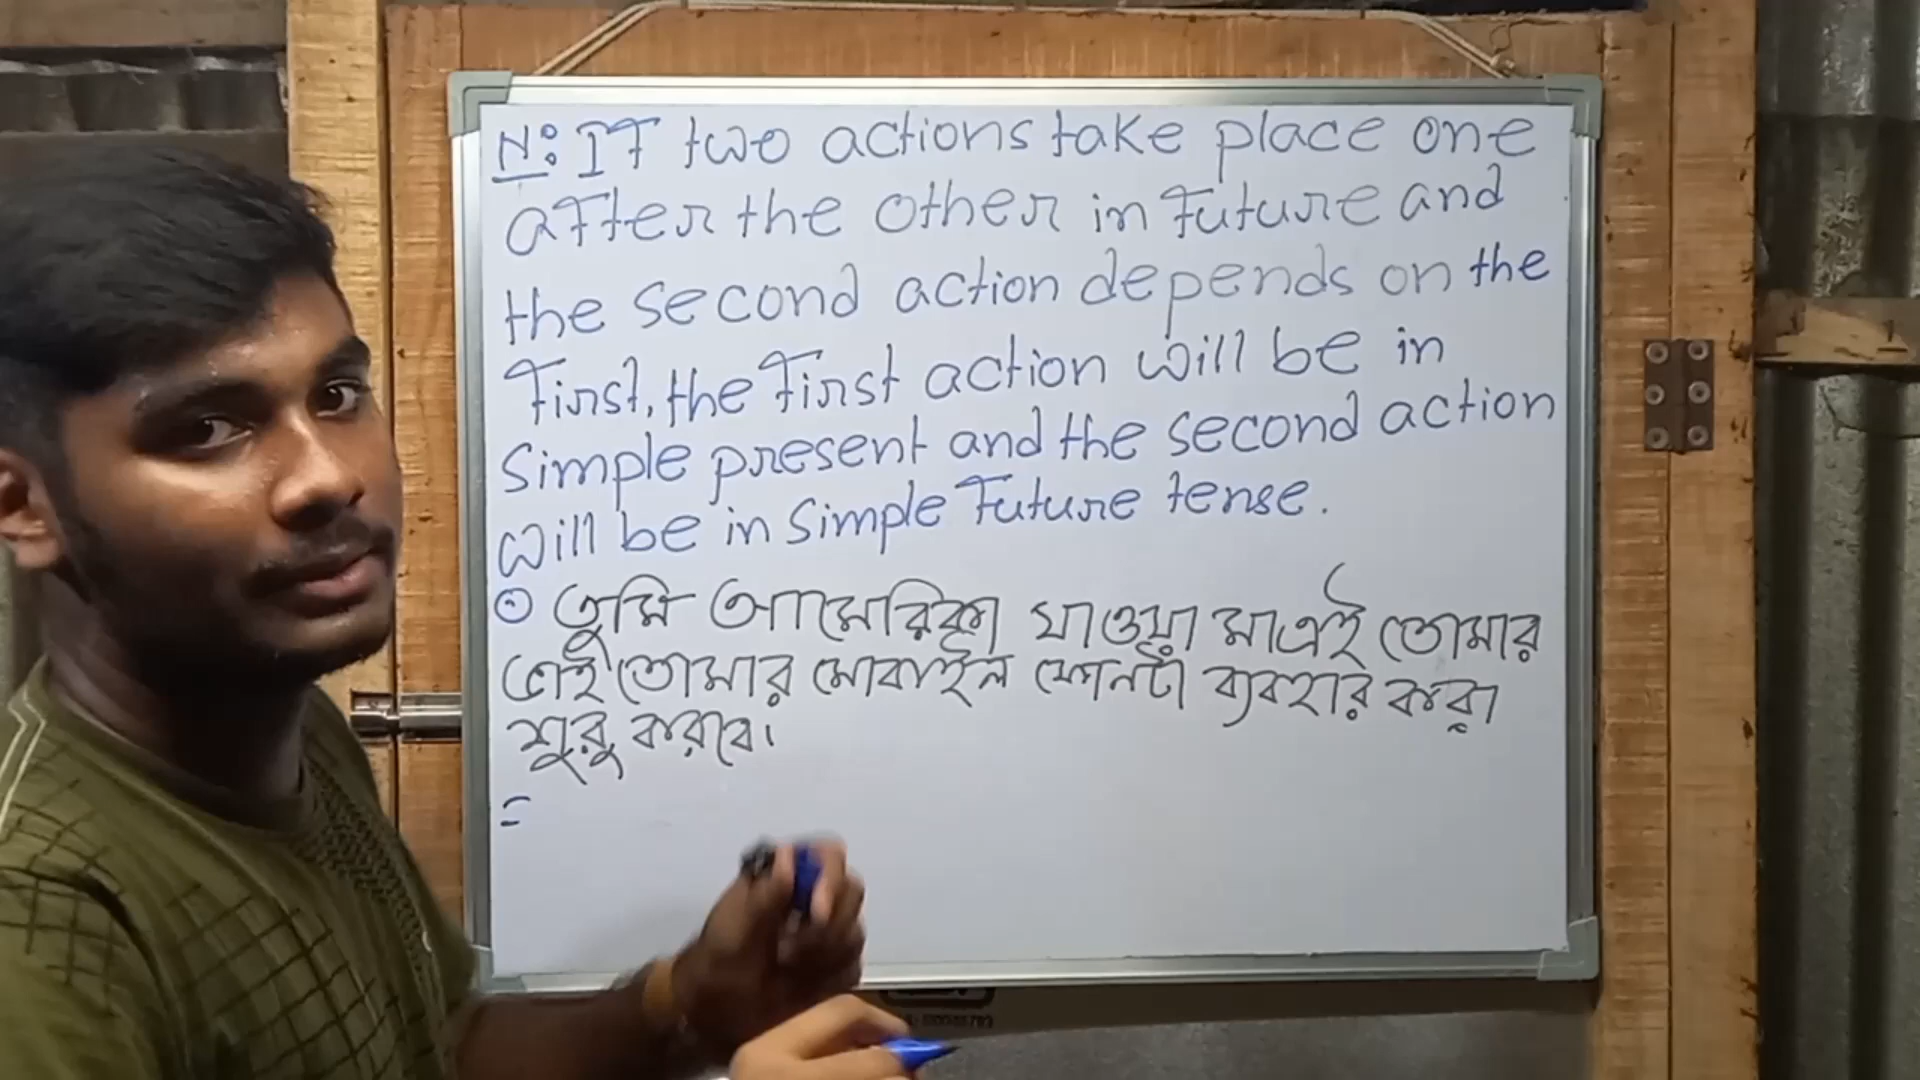 N: If two actions take place one
after the other in future and
the second action depends on the
first, the first action will be in
simple present and the second action
will be in simple future tense.
⊙ তুমি আমেরিকা যাওয়া মাত্রই তোমার
ভাই তোমার মোবাইল ফোনটা ব্যবহার করা
শুরু করবে।
=